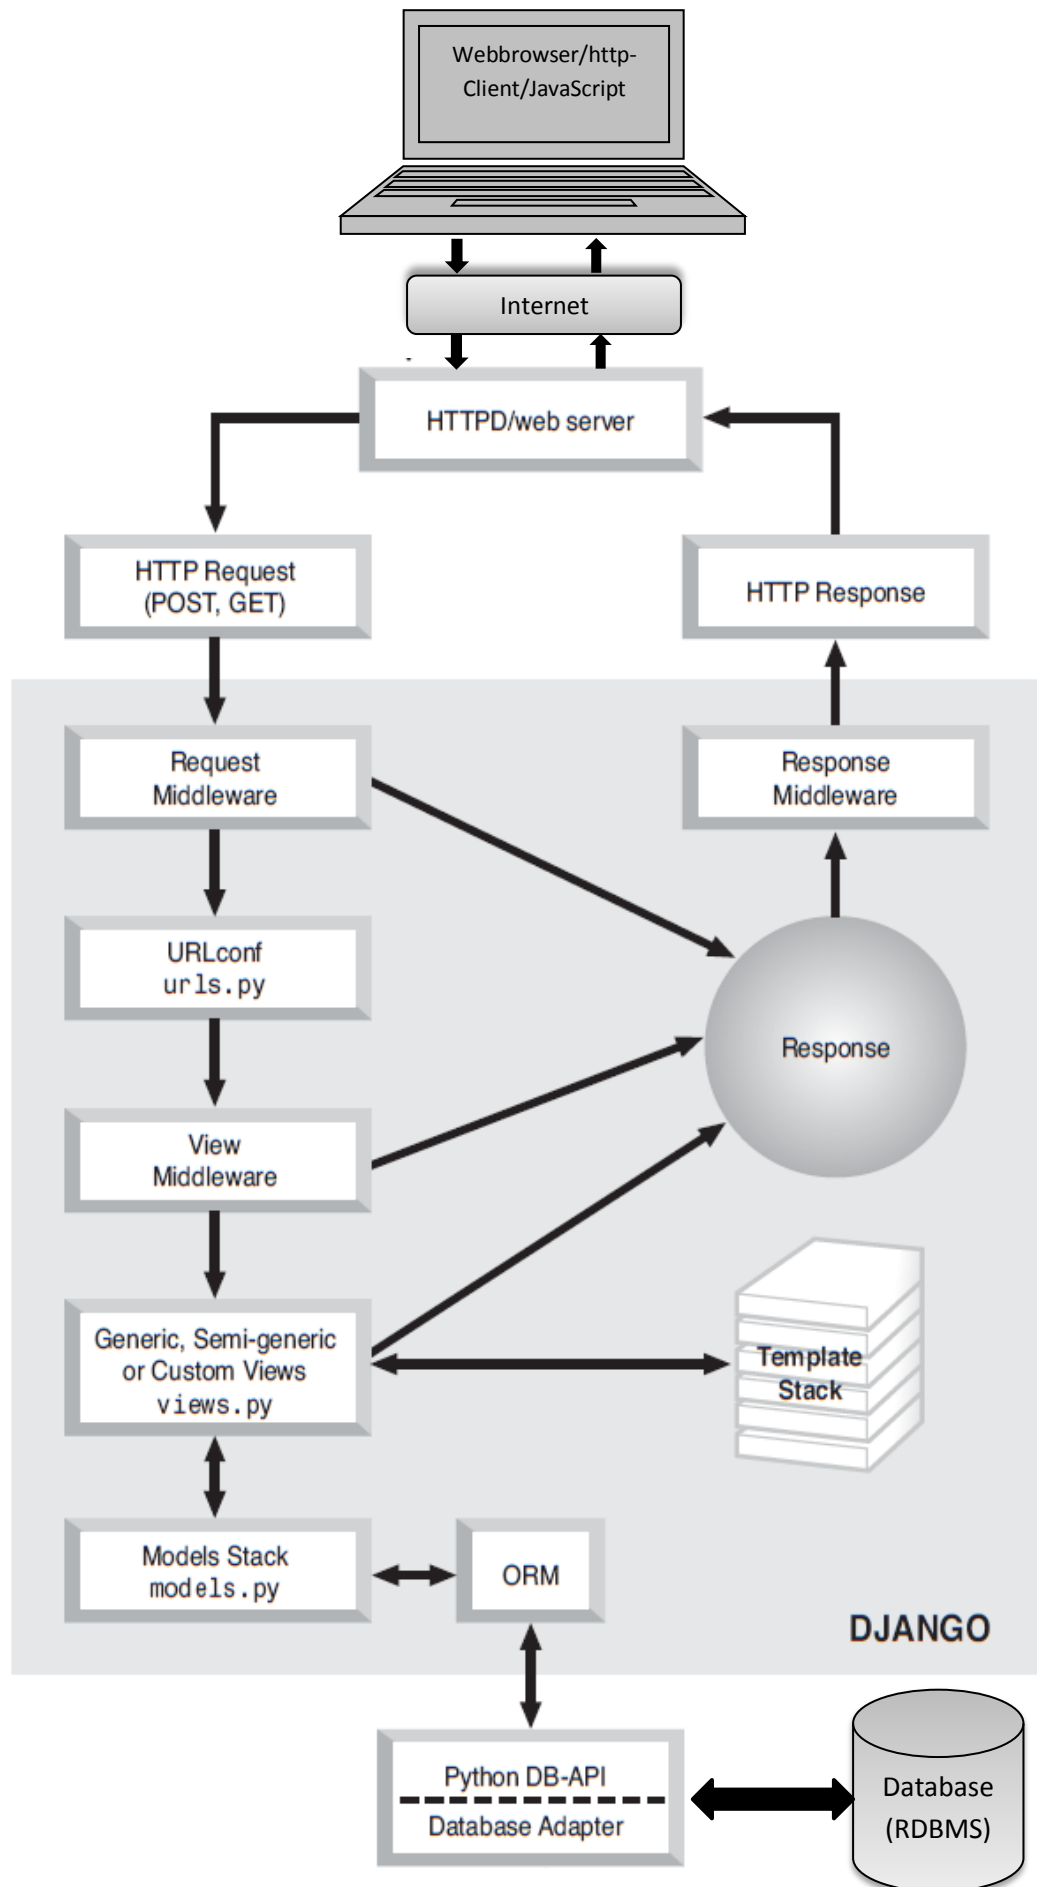 Webbrowser/http-
Client/JavaScript
Internet
HTTPD/web server
HTTP Request
(POST, GET)
HTTP Response
Request
Middleware
Response
Middleware
URLconf
urls.py
Response
View
Middleware
Generic, Semi-generic
or Custom Views
views.py
Template
Stack
Models Stack
models.py
ORM
DJANGO
Python DB-API
Database Adapter
Database
(RDBMS)